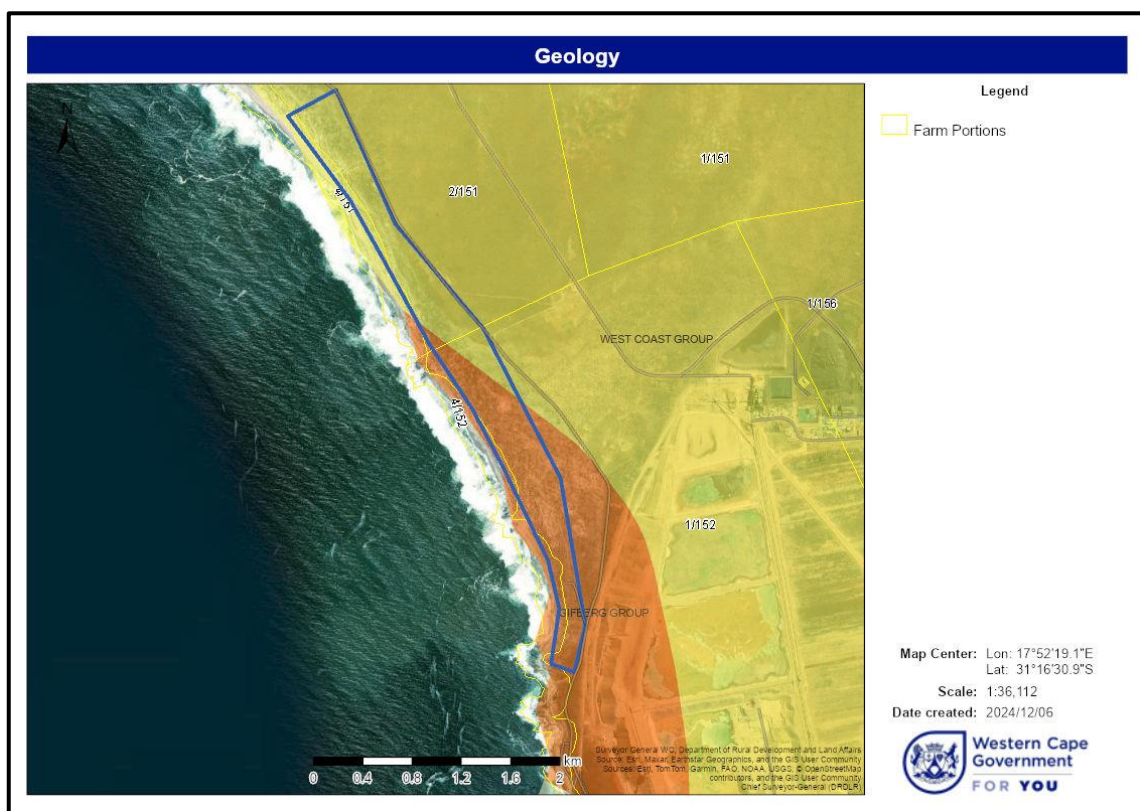 Geology
N
4/151
2/151
1/151
1/156
WEST COAST GROUP
4/152
1/152
GIFBERG GROUP
0 0.4 0.8 1.2 1.6 2 km
Surveyor General WC, Department of Rural Development and Land Affairs
Source: Esri, Maxar, Earthstar Geographics, and the GIS User Community
Sources: Esri, TomTom, Garmin, FAO, NOAA, USGS, © OpenStreetMap
contributors, and the GIS User Community
Chief Surveyor-General (DRDLR)
Legend
Farm Portions
Map Center: Lon: 17°52'19.1"E
Lat: 31°16'30.9"S
Scale: 1:36,112
Date created: 2024/12/06
Western Cape
Government
FOR YOU